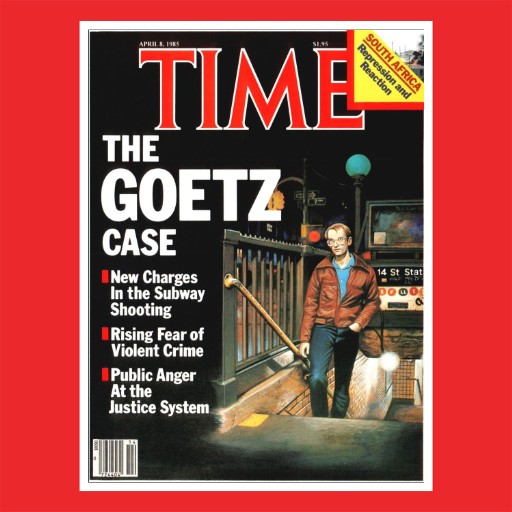 APRIL 8, 1985
$1.95
TIME
SOUTH AFRICA
Repression and
Reaction
THE
GOETZ
CASE
New Charges
In the Subway
Shooting
Rising Fear of
Violent Crime
Public Anger
At the
Justice System
14 St Stat
14